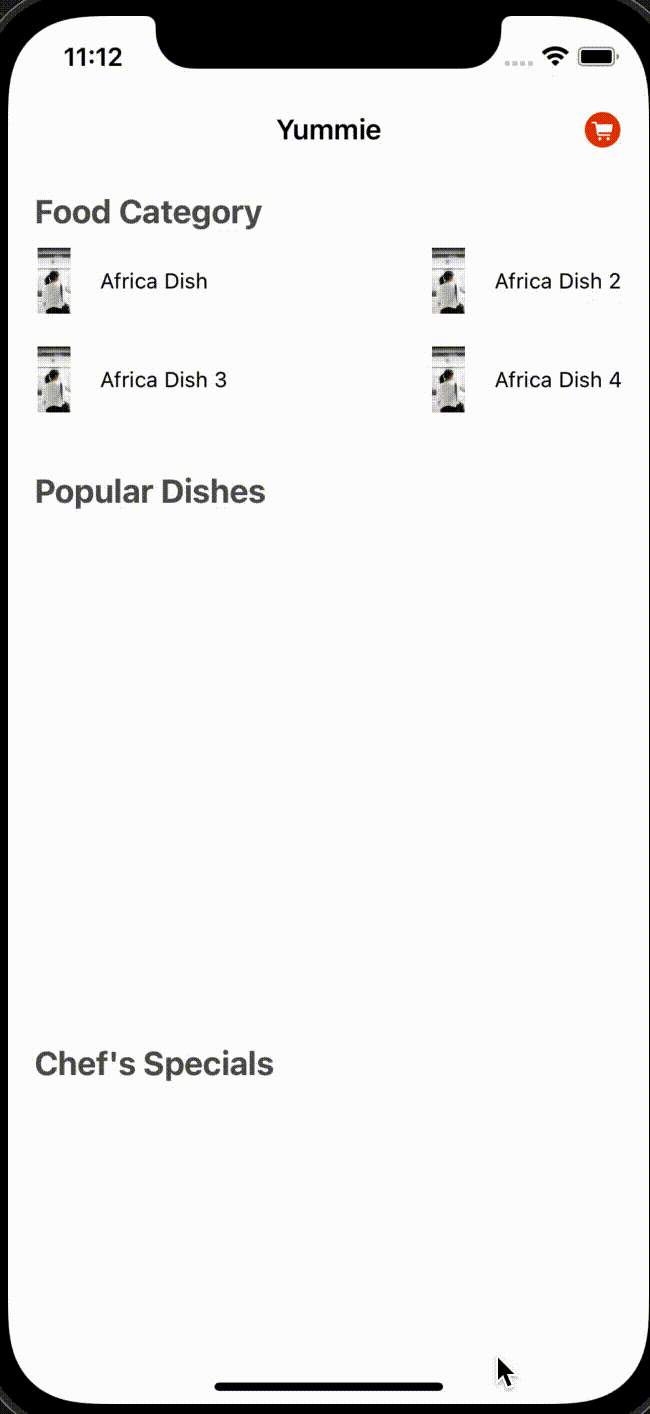 11:12
Yummie
Food Category
Africa Dish
Africa Dish 2
Africa Dish 3
Africa Dish 4
Popular Dishes
Chef's Specials